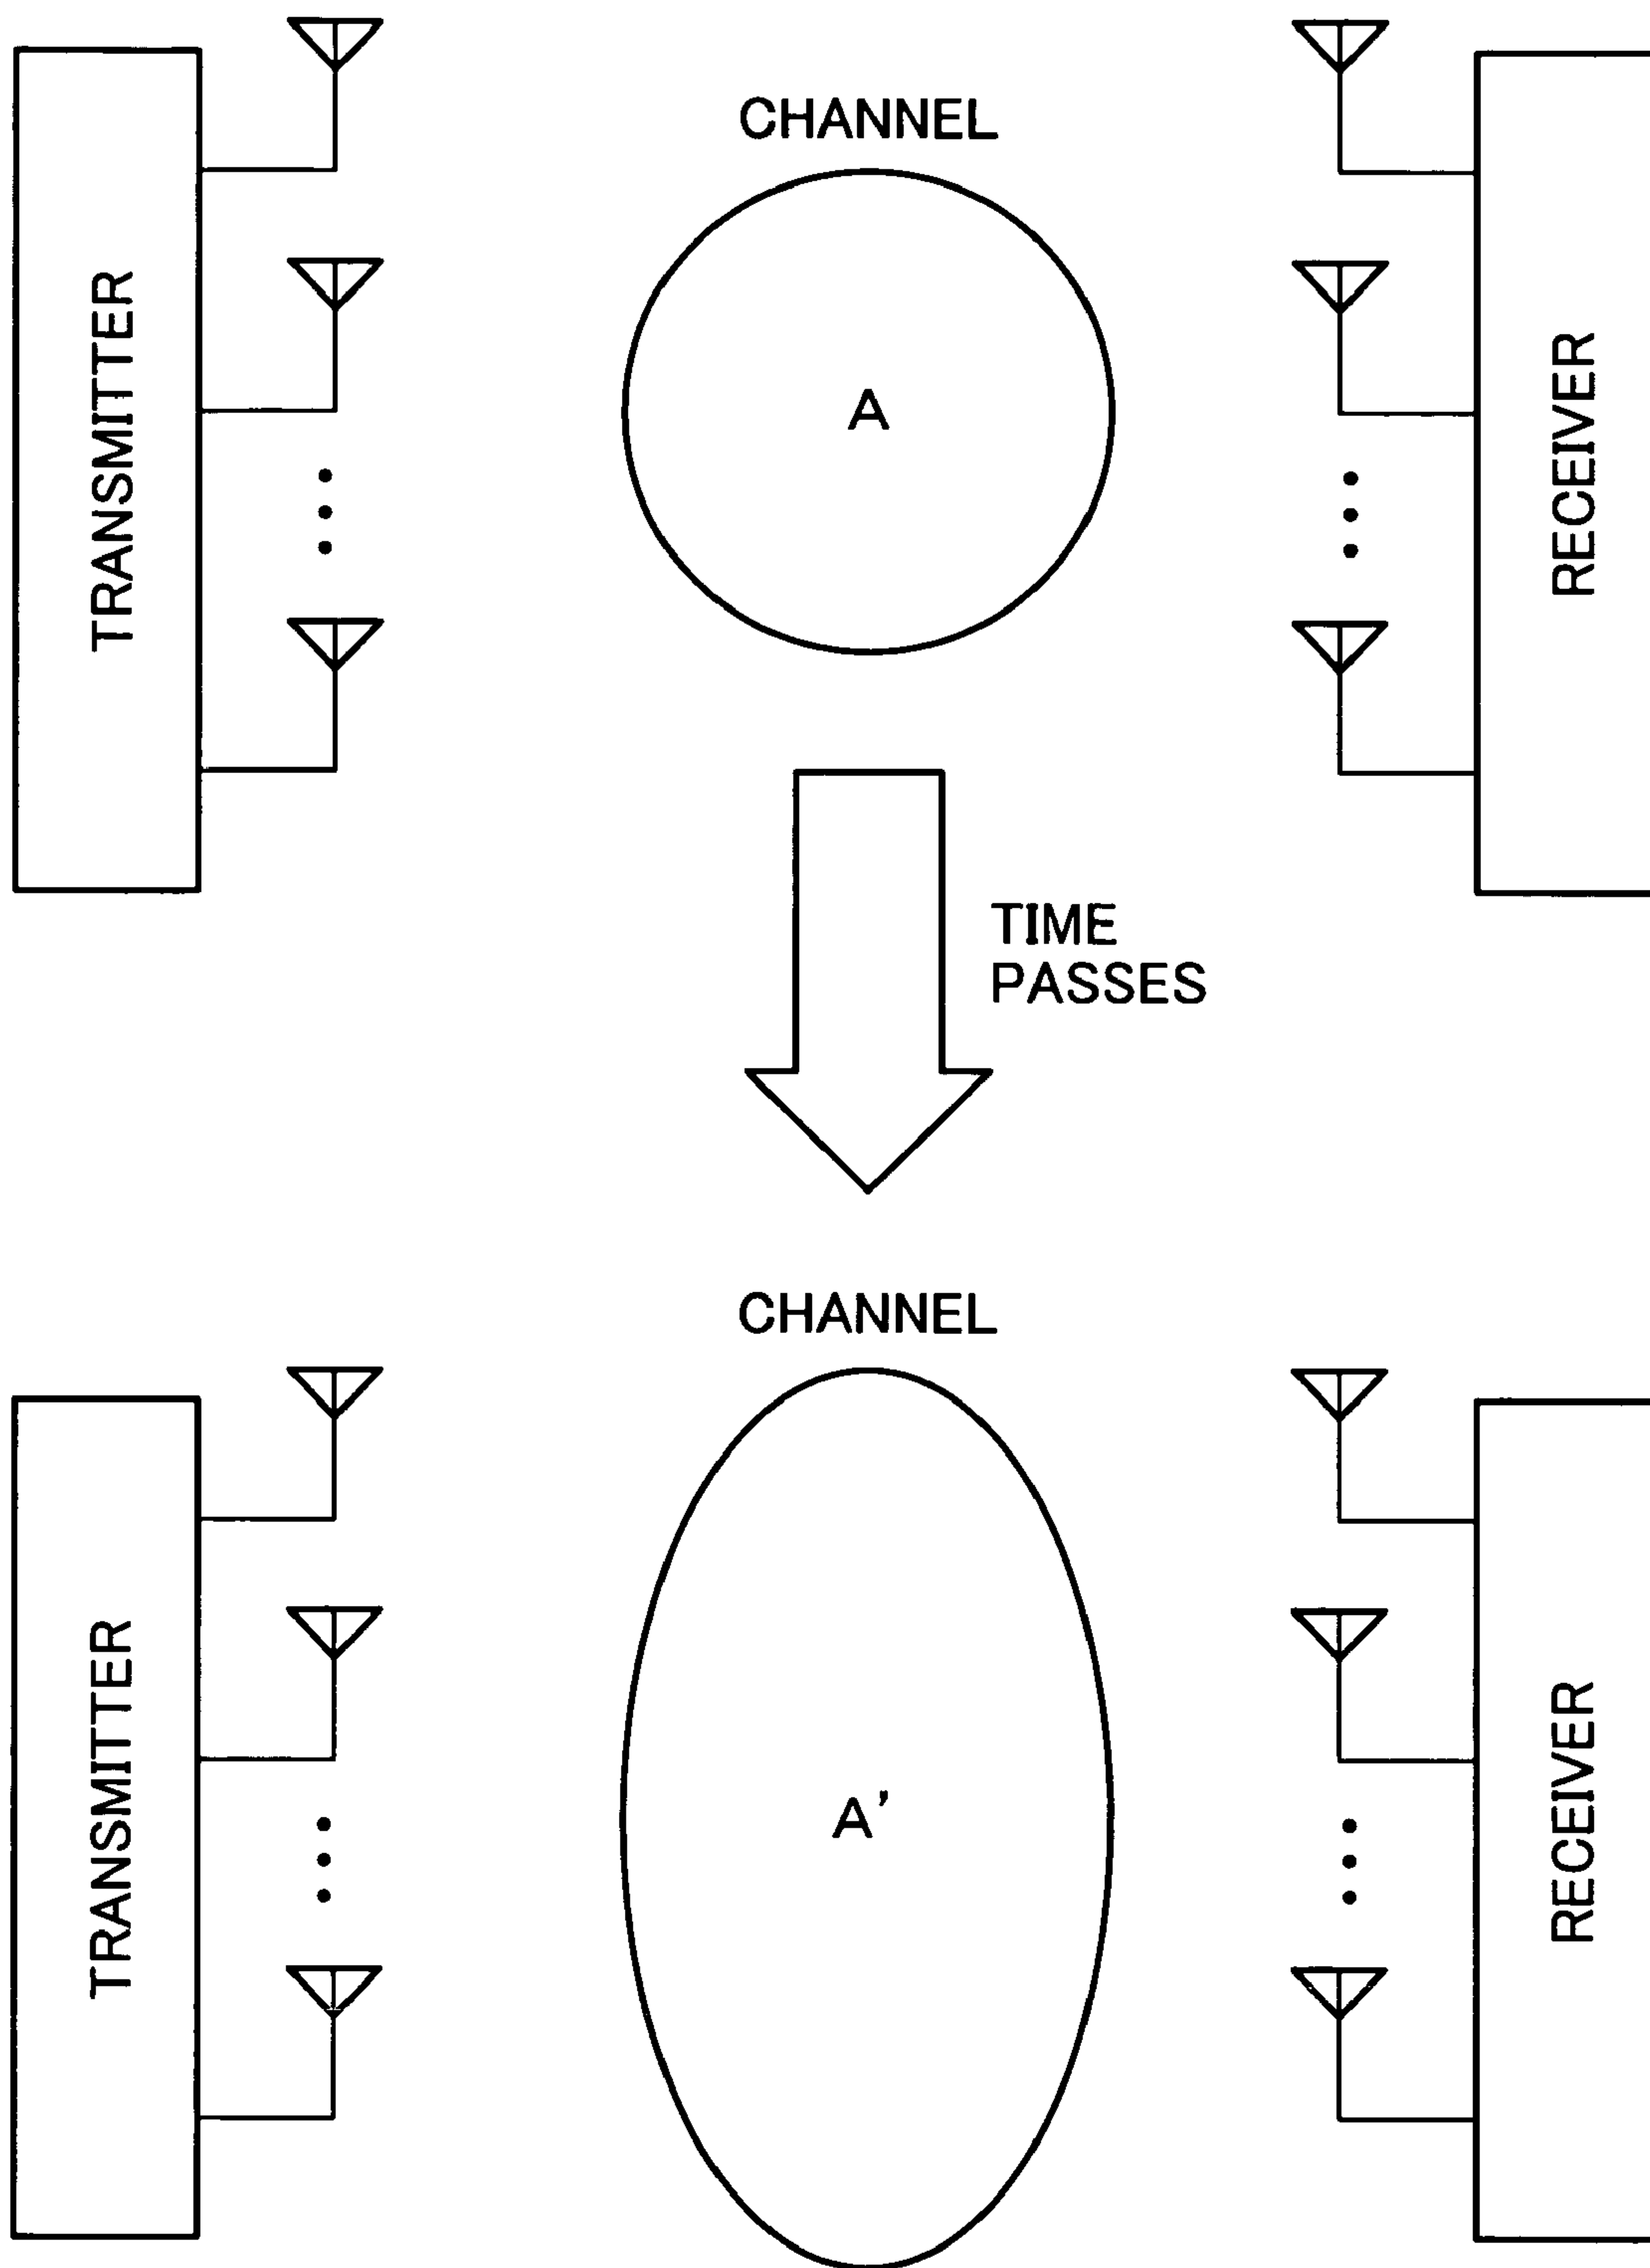 CHANNEL
TRANSMITTER
A
RECEIVER
TIME
PASSES
CHANNEL
TRANSMITTER
A'
RECEIVER